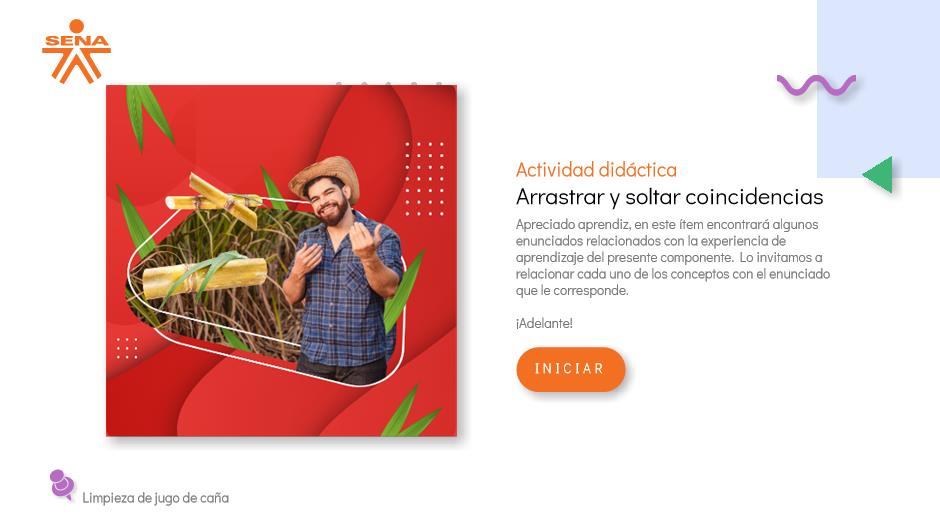 SENA
Actividad didáctica
Arrastrar y soltar coincidencias
Apreciado aprendiz, en este ítem encontrará algunos
enunciados relacionados con la experiencia de
aprendizaje del presente componente. Lo invitamos a
relacionar cada uno de los conceptos con el enunciado
que le corresponde.
¡Adelante!
INICIAR
Limpieza de jugo de caña